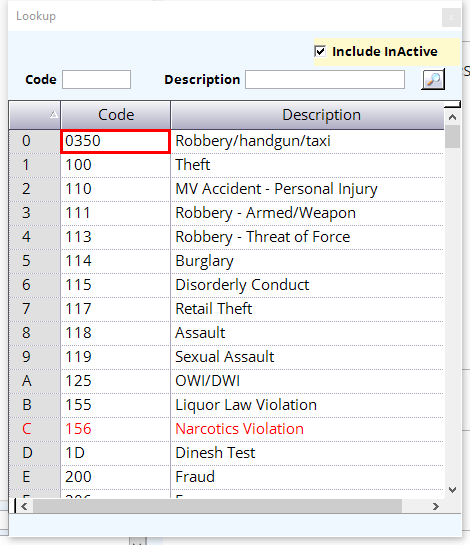 Lookup
Include InActive
Code Description
Code Description
0 0350 Robbery/handgun/taxi
1 100 Theft
2 110 MV Accident - Personal Injury
3 111 Robbery - Armed/Weapon
4 113 Robbery - Threat of Force
5 114 Burglary
6 115 Disorderly Conduct
7 117 Retail Theft
8 118 Assault
9 119 Sexual Assault
A 125 OWI/DWI
B 155 Liquor Law Violation
C 156 Narcotics Violation
D 1D Dinesh Test
E 200 Fraud